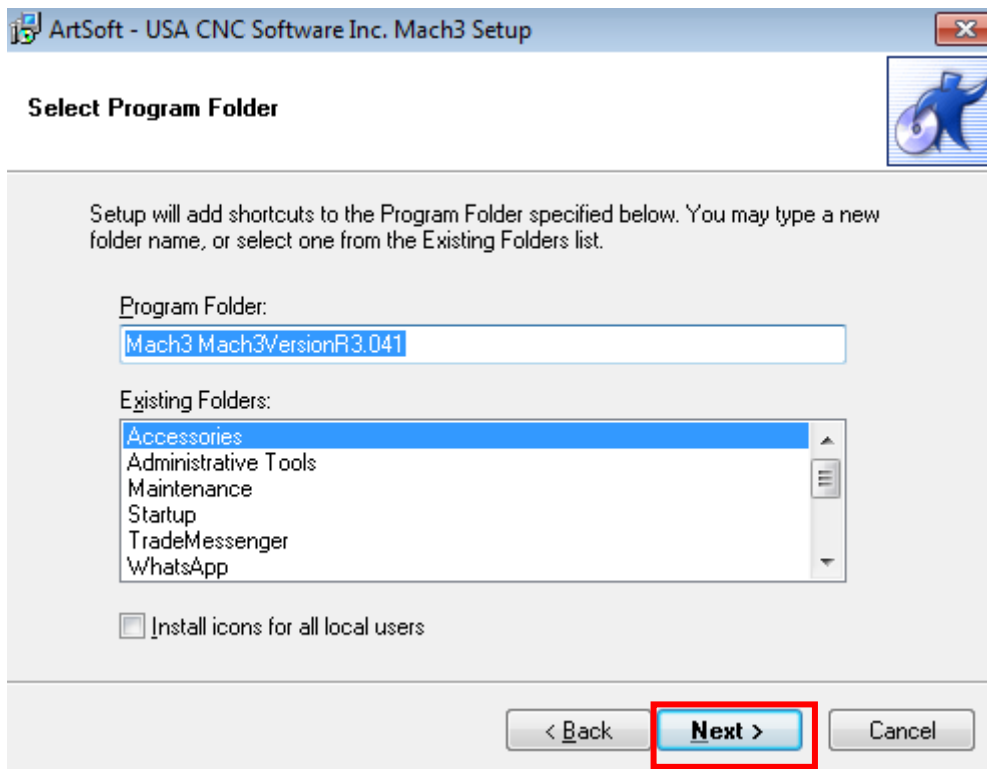 ArtSoft - USA CNC Software Inc. Mach3 Setup
Select Program Folder
Setup will add shortcuts to the Program Folder specified below. You may type a new
folder name, or select one from the Existing Folders list.
Program Folder:
Mach3 Mach3VersionR3.041
Existing Folders:
Accessories
Administrative Tools
Maintenance
Startup
TradeMessenger
WhatsApp
Install icons for all local users
< Back Next > Cancel